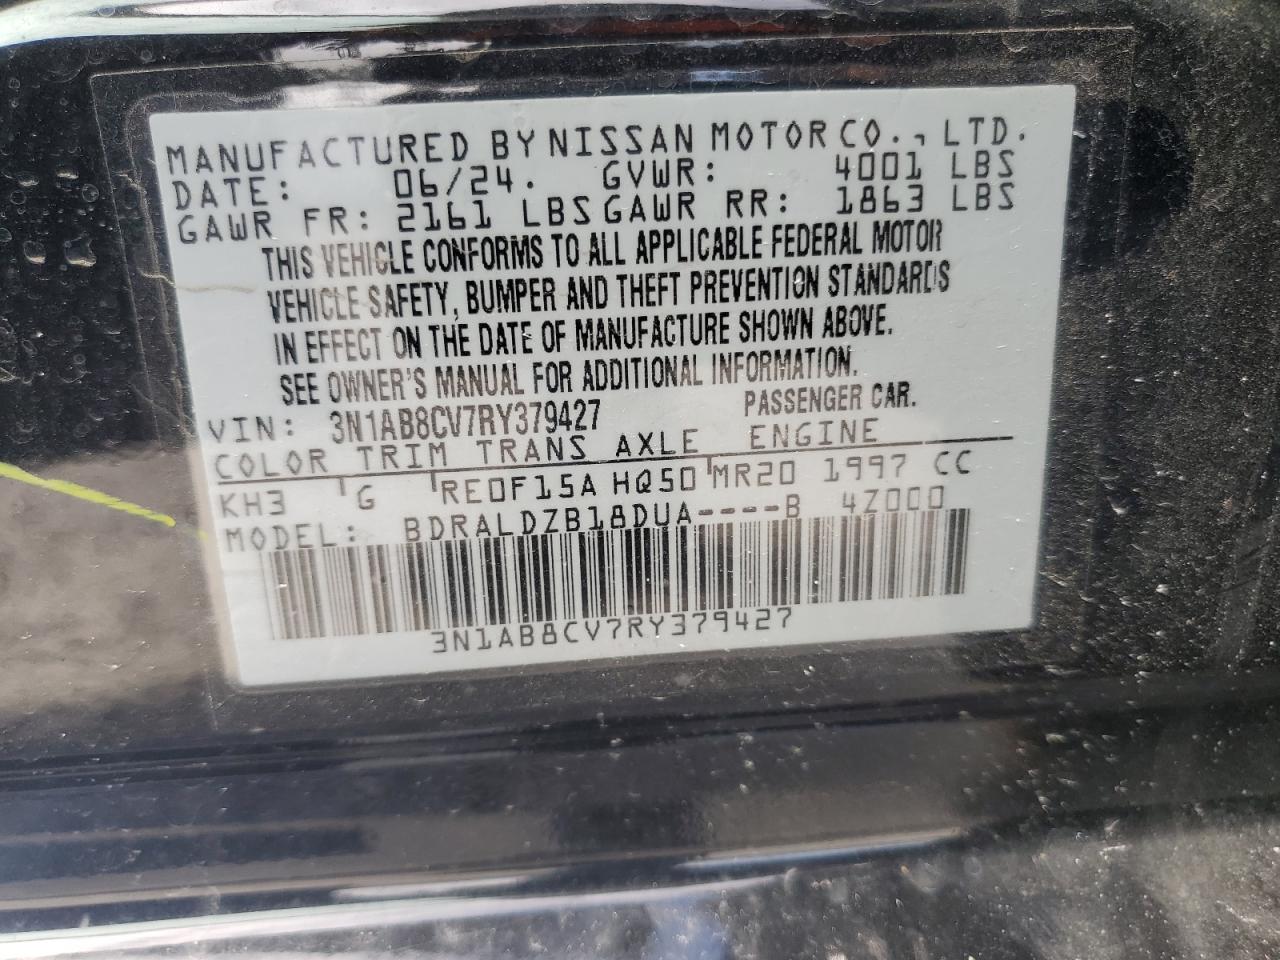 MANUFACTURED BY NISSAN MOTOR CO., LTD.
DATE: 06/24. GVWR: 4001 LBS
GAWR FR: 2161 LBS GAWR RR: 1863 LBS
THIS VEHICLE CONFORMS TO ALL APPLICABLE FEDERAL MOTOR
VEHICLE SAFETY, BUMPER AND THEFT PREVENTION STANDARDS
IN EFFECT ON THE DATE OF MANUFACTURE SHOWN ABOVE.
SEE OWNER'S MANUAL FOR ADDITIONAL INFORMATION.
VIN: 3N1AB8CV7RY379427 PASSENGER CAR.
COLOR TRIM TRANS AXLE ENGINE
KH3 G RE0F15A HQ50 MR20 1997 CC
MODEL: BDRALDZB18DUA----B 4Z000
3N1AB8CV7RY379427